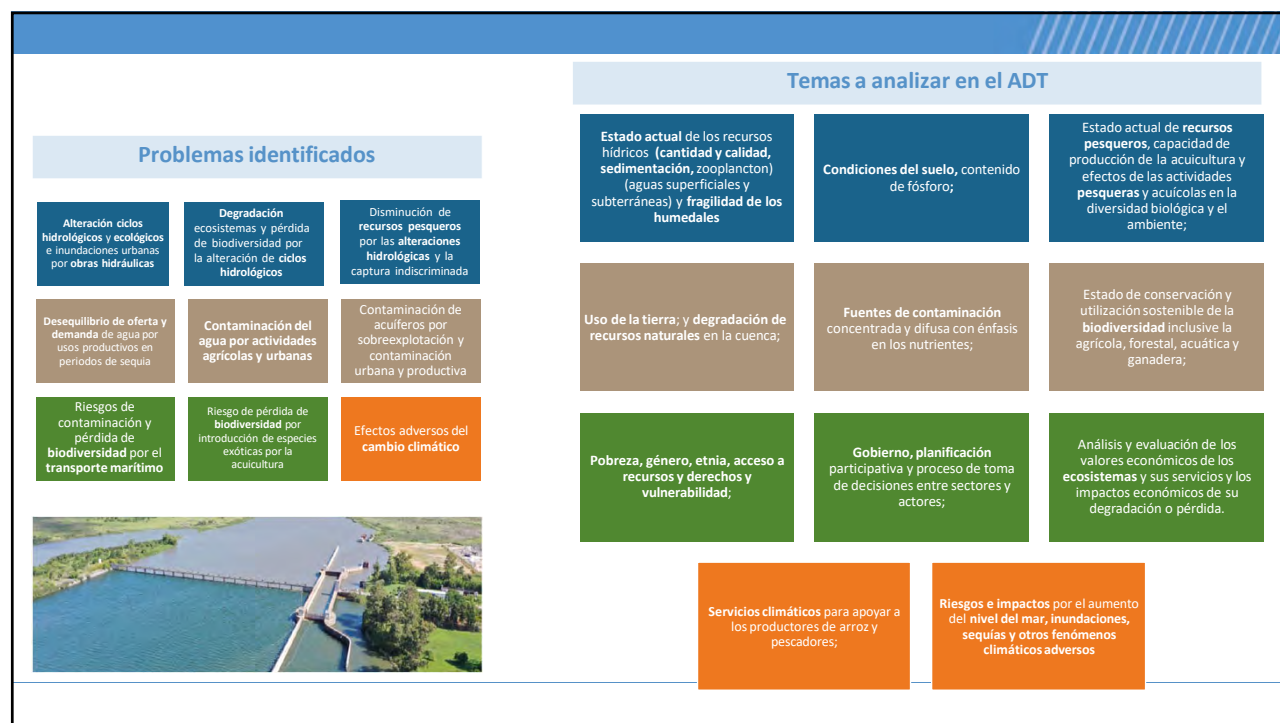 Problemas identificados
Alteración ciclos
hidrológicos y ecológicos
e inundaciones urbanas
por obras hidráulicas
Degradación
ecosistemas y pérdida
de biodiversidad por
la alteración de ciclos
hidrológicos
Disminución de
recursos pesqueros
por las alteraciones
hidrológicas y la
captura indiscriminada
Desequilibrio de oferta y
demanda de agua por
usos productivos en
periodos de sequia
Contaminación del
agua por actividades
agrícolas y urbanas
Contaminación de
acuíferos por
sobreexplotación y
contaminación
urbana y productiva
Riesgos de
contaminación y
pérdida de
biodiversidad por el
transporte marítimo
Riesgo de pérdida de
biodiversidad por
introducción de especies
exóticas por la
acuicultura
Efectos adversos del
cambio climático
Temas a analizar en el ADT
Estado actual de los recursos
hídricos (cantidad y calidad,
sedimentación, zooplancton)
(aguas superficiales y
subterráneas) y fragilidad de los
humedales
Condiciones del suelo, contenido
de fósforo;
Estado actual de recursos
pesqueros, capacidad de
producción de la acuicultura y
efectos de las actividades
pesqueras y acuícolas en la
diversidad biológica y el
ambiente;
Uso de la tierra; y degradación de
recursos naturales en la cuenca;
Fuentes de contaminación
concentrada y difusa con énfasis
en los nutrientes;
Estado de conservación y
utilización sostenible de la
biodiversidad inclusive la
agrícola, forestal, acuática y
ganadera;
Pobreza, género, etnia, acceso a
recursos y derechos y
vulnerabilidad;
Gobierno, planificación
participativa y proceso de toma
de decisiones entre sectores y
actores;
Análisis y evaluación de los
valores económicos de los
ecosistemas y sus servicios y los
impactos económicos de su
degradación o pérdida.
Servicios climáticos para apoyar a
los productores de arroz y
pescadores;
Riesgos e impactos por el aumento
del nivel del mar, inundaciones,
sequías y otros fenómenos
climáticos adversos